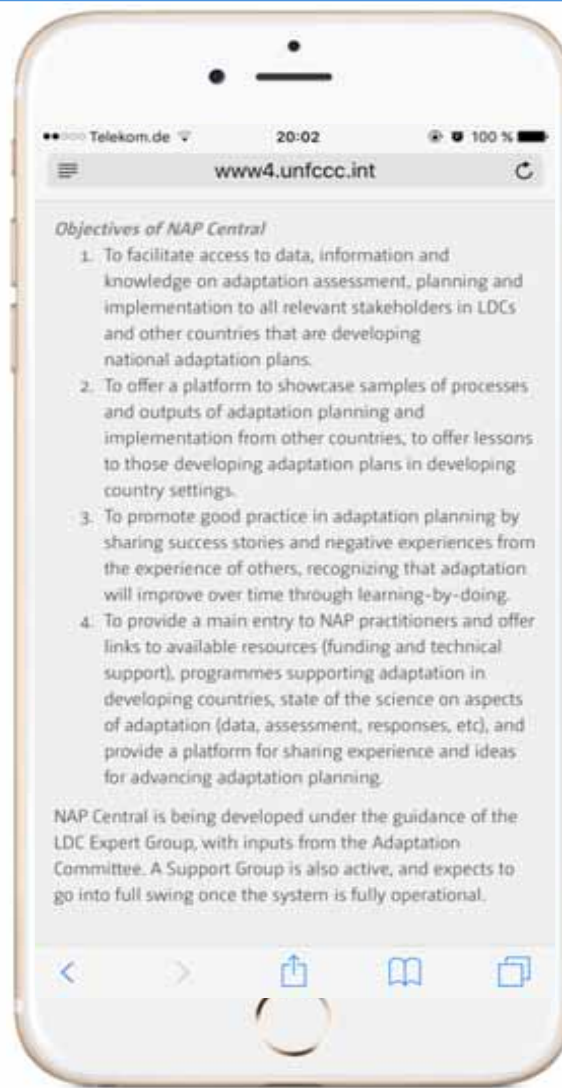 Telekom.de 20:02 100 %
www4.unfccc.int
Objectives of NAP Central
1. To facilitate access to data, information and
knowledge on adaptation assessment, planning and
implementation to all relevant stakeholders in LDCs
and other countries that are developing
national adaptation plans.
2. To offer a platform to showcase samples of processes
and outputs of adaptation planning and
implementation from other countries, to offer lessons
to those developing adaptation plans in developing
country settings.
3. To promote good practice in adaptation planning by
sharing success stories and negative experiences from
the experience of others, recognizing that adaptation
will improve over time through learning-by-doing.
4. To provide a main entry to NAP practitioners and offer
links to available resources (funding and technical
support), programmes supporting adaptation in
developing countries, state of the science on aspects
of adaptation (data, assessment, responses, etc), and
provide a platform for sharing experience and ideas
for advancing adaptation planning.
NAP Central is being developed under the guidance of the
LDC Expert Group, with inputs from the Adaptation
Committee. A Support Group is also active, and expects to
go into full swing once the system is fully operational.